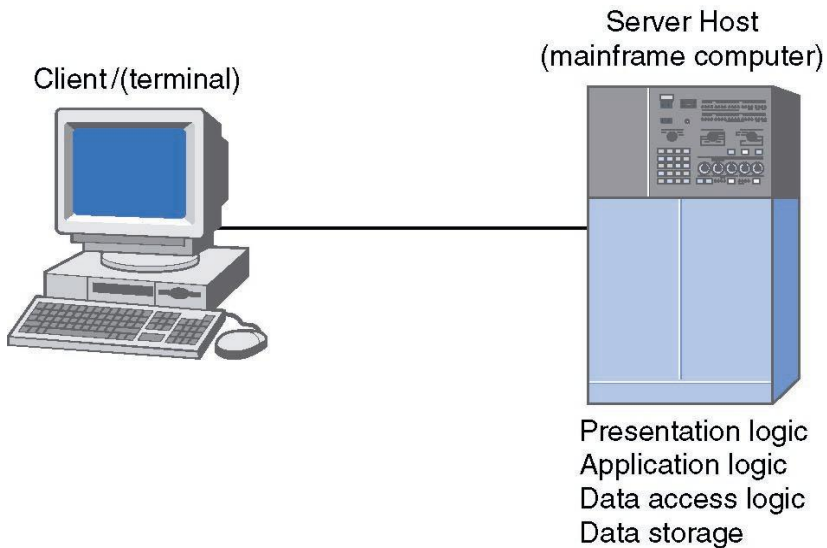 Server Host
(mainframe computer)
Client/(terminal)
Presentation logic
Application logic
Data access logic
Data storage